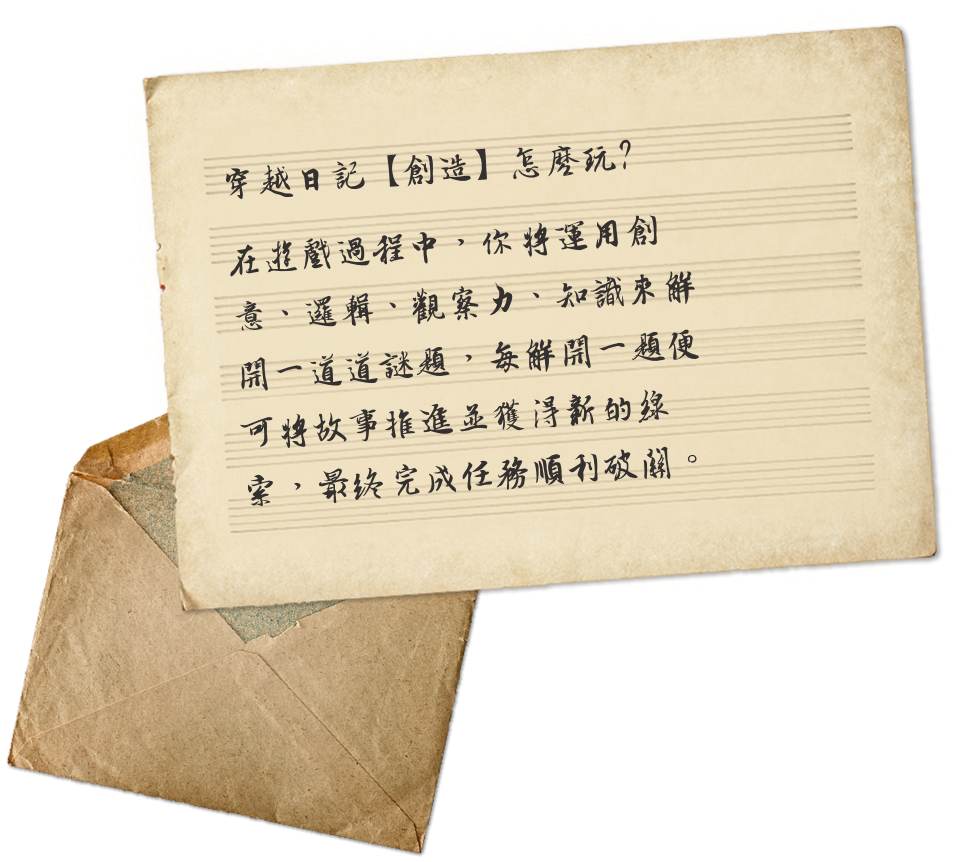 穿越日記【創造】怎麼玩?
在遊戲過程中，你將運用創
意、邏輯、觀察力、知識來解
開一道道謎題，每解開一題便
可將故事推進並獲得新的線
索，最終完成任務順利破關。